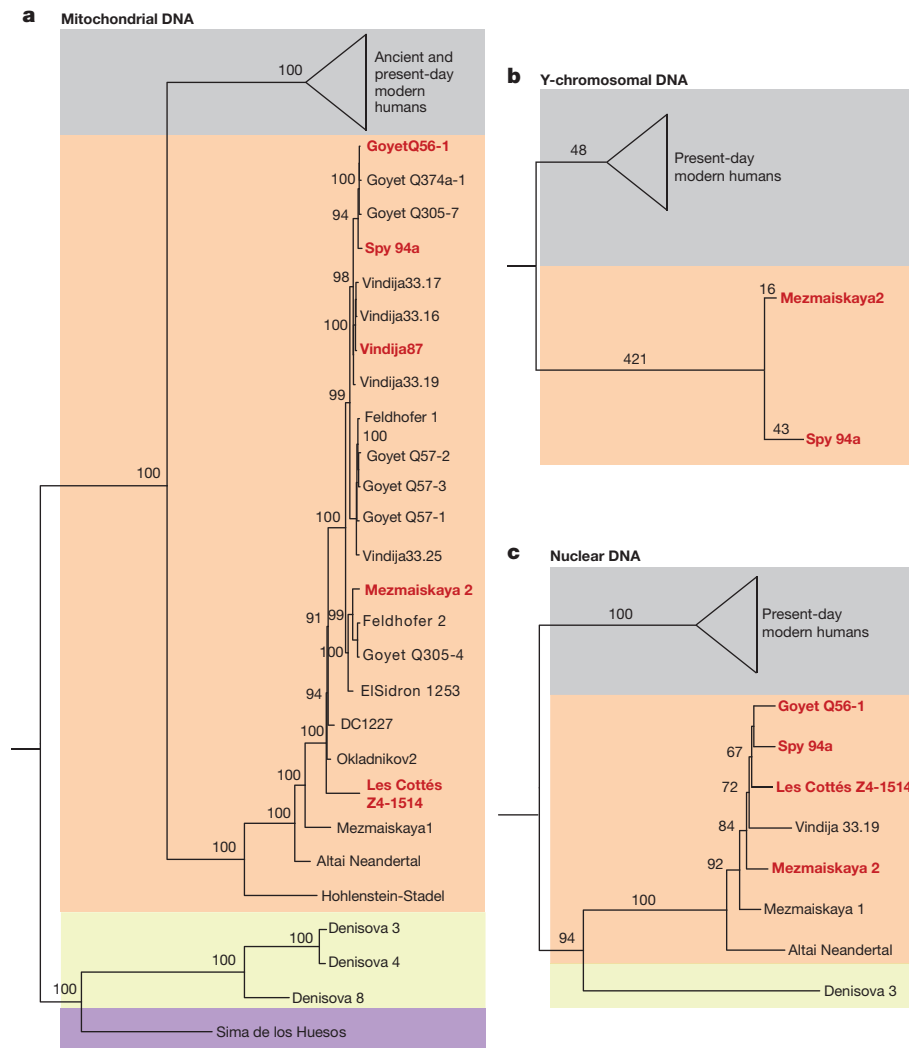 a
Mitochondrial DNA
100
Ancient and
present-day
modern
humans
GoyetQ56-1
100
Goyet Q374a-1
94
Goyet Q305-7
Spy 94a
98
Vindija33.17
Vindija33.16
100
Vindija87
Vindija33.19
99
Feldhofer 1
100
Goyet Q57-2
Goyet Q57-3
100
Goyet Q57-1
Vindija33.25
Mezmaiskaya 2
91
99
Feldhofer 2
100
Goyet Q305-4
94
ElSidron 1253
DC1227
100
Okladnikov2
100
Les Cottés
Z4-1514
100
Mezmaiskaya1
100
Altai Neandertal
Hohlenstein-Stadel
100
Denisova 3
100
Denisova 4
100
Denisova 8
100
Sima de los Huesos
b
Y-chromosomal DNA
48
Present-day
modern humans
16
Mezmaiskaya2
421
43
Spy 94a
c
Nuclear DNA
100
Present-day
modern humans
Goyet Q56-1
67
Spy 94a
72
Les Cottés Z4-1514
84
Vindija 33.19
92
Mezmaiskaya 2
100
Mezmaiskaya 1
94
Altai Neandertal
Denisova 3